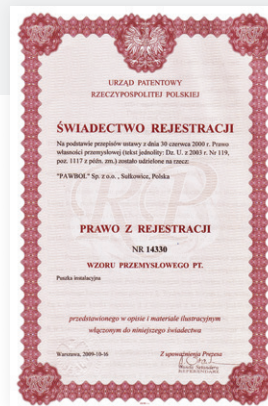 URZĄD PATENTOWY
RZECZYPOSPOLITEJ POLSKIEJ
ŚWIADECTWO REJESTRACJI
Na podstawie przepisów ustawy z dnia 30 czerwca 2000 r. Prawo
własności przemysłowej (tekst jednolity: Dz. U. z 2003 r. Nr 119,
poz. 1117 z późn. zm.) zostało udzielone na rzecz:
"PAWBOL" Sp. z o.o. , Sułkowice, Polska
PRAWO Z REJESTRACJI
NR 14330
WZORU PRZEMYSŁOWEGO PT.
Puszka instalacyjna
przedstawionego w opisie i materiale ilustracyjnym
włączonym do niniejszego świadectwa
Warszawa, 2009-10-16
Z upoważnienia Prezesa